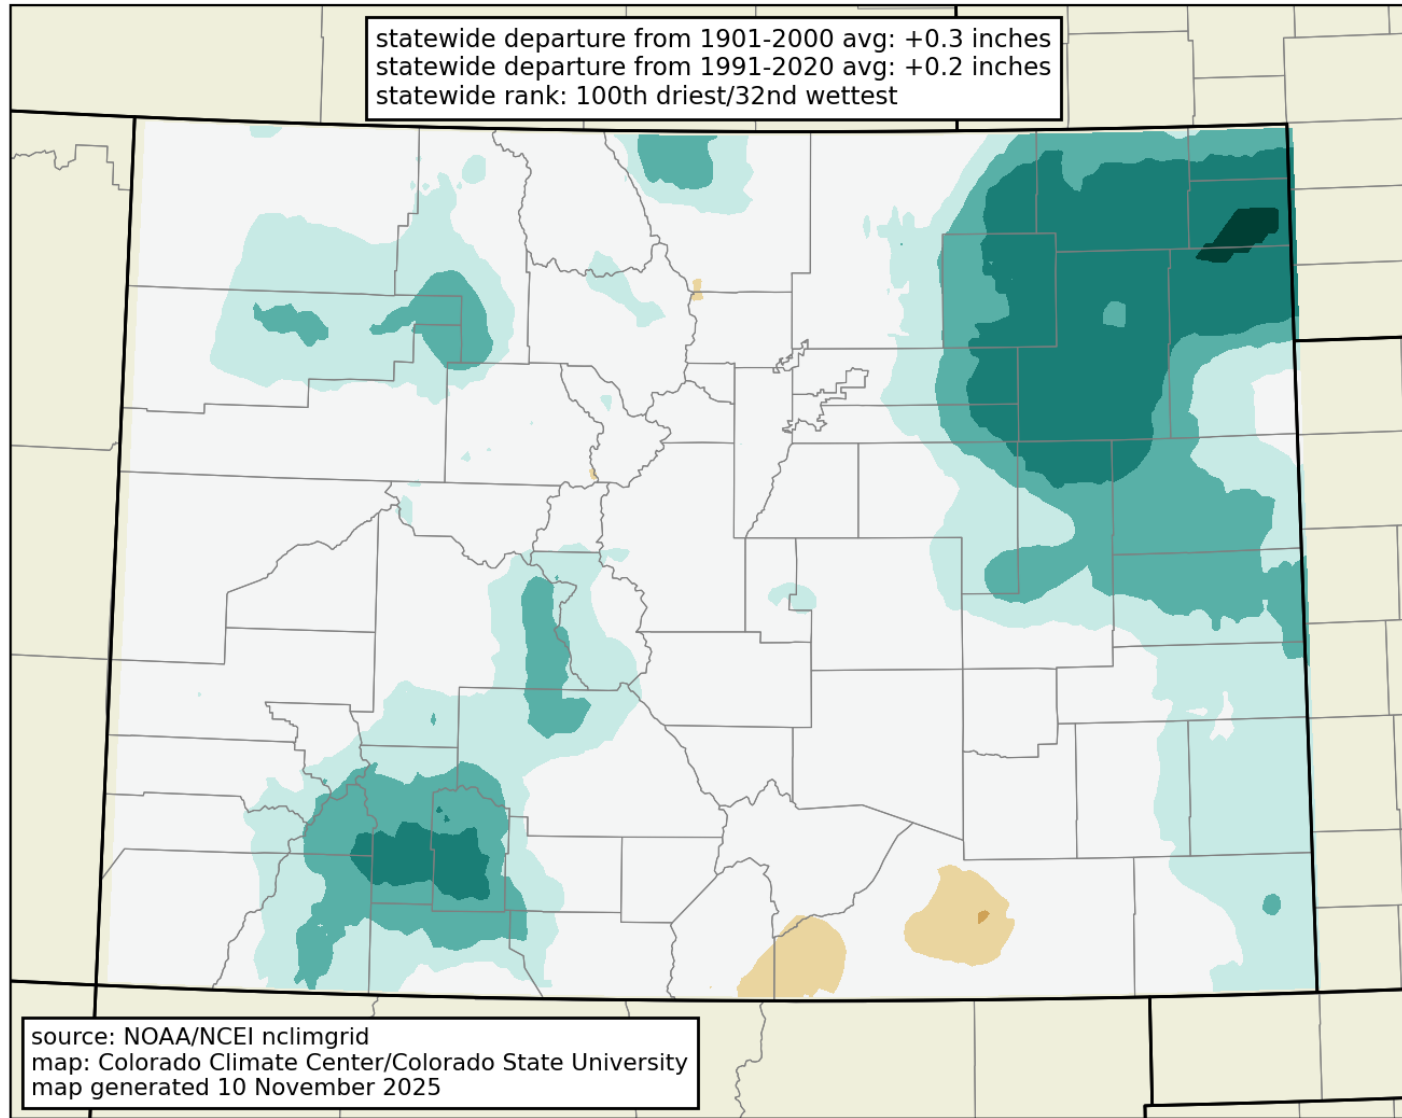 statewide departure from 1901-2000 avg: +0.3 inches
statewide departure from 1991-2020 avg: +0.2 inches
statewide rank: 100th driest/32nd wettest
source: NOAA/NCEI nclimgrid
map: Colorado Climate Center/Colorado State University
map generated 10 November 2025